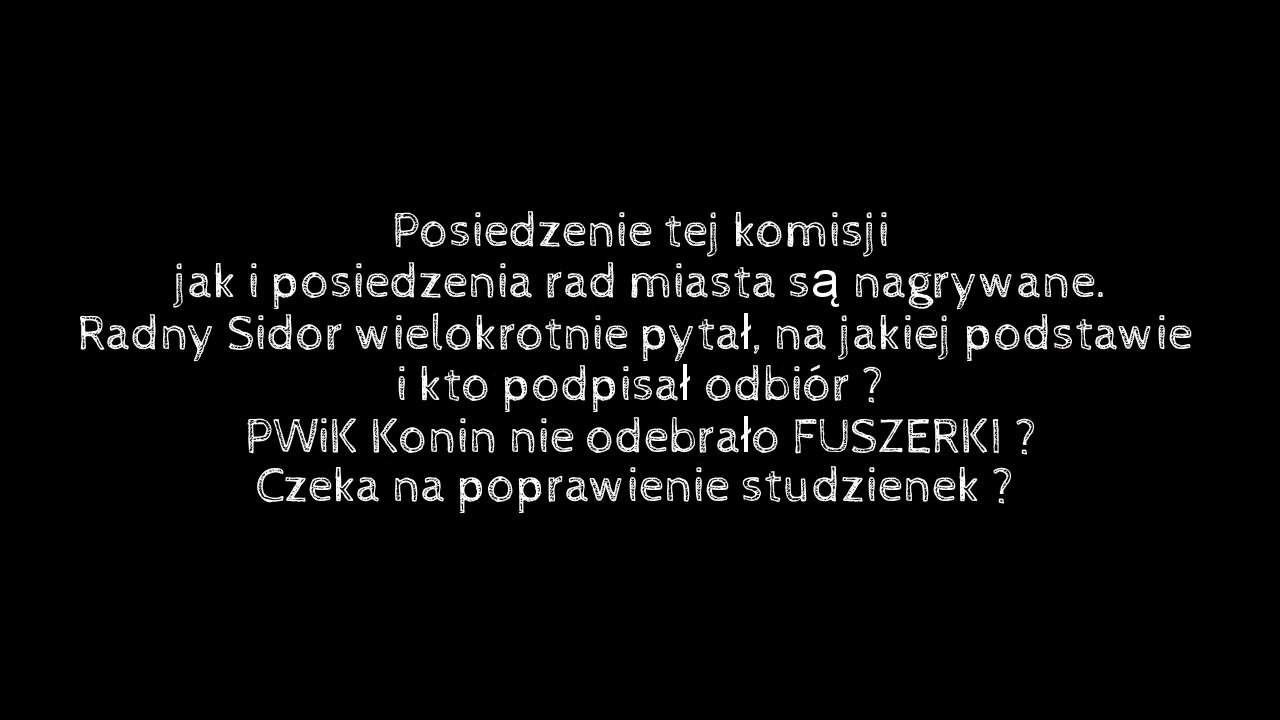 Posiedzenie tej komisji
jak i posiedzenia rad miasta są nagrywane.
Radny Sidor wielokrotnie pytał, na jakiej podstawie
i kto podpisał odbiór ?
PWiK Konin nie odebrało FUSZERKI ?
Czeka na poprawienie studzienek ?